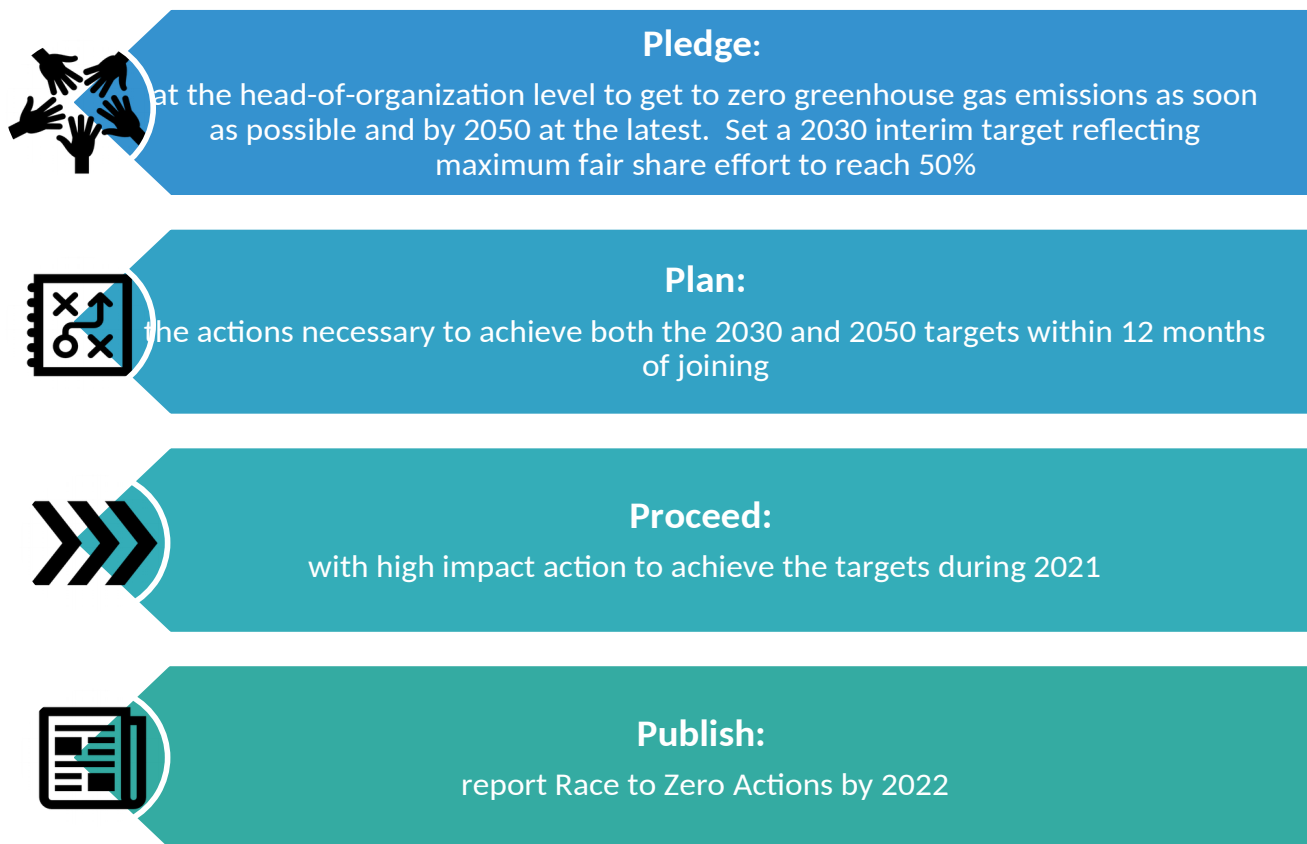 Pledge:
at the head-of-organization level to get to zero greenhouse gas emissions as soon
as possible and by 2050 at the latest.  Set a 2030 interim target reflecting
maximum fair share effort to reach 50%
Plan:
the actions necessary to achieve both the 2030 and 2050 targets within 12 months
of joining
Proceed:
with high impact action to achieve the targets during 2021
Publish:
report Race to Zero Actions by 2022